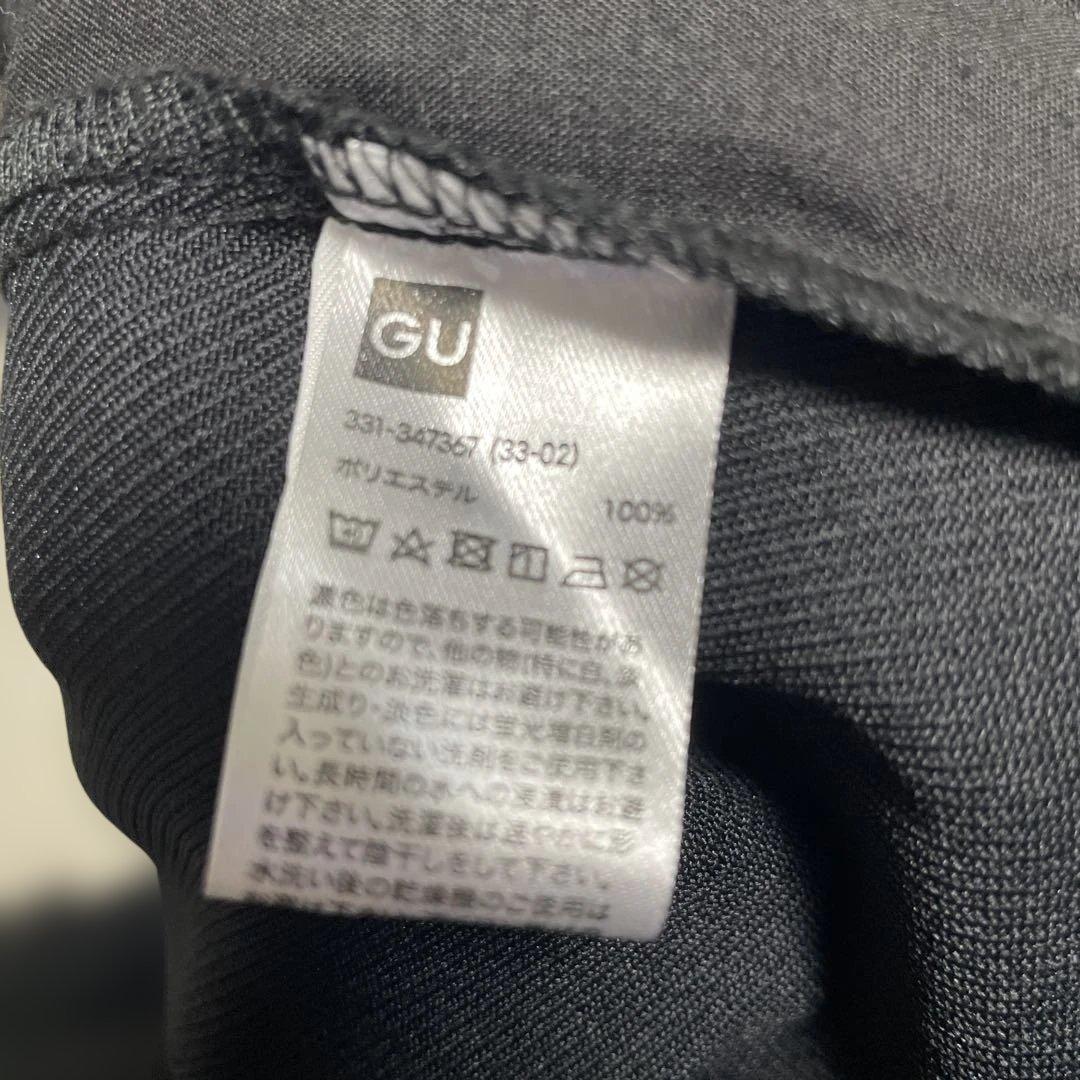 GU
331-347367 (33-02)
ポリエステル 100%
40
濃色は色落ちする可能性があ
りますので、他の物(特に白、淡
色)とのお洗濯はお避け下さい。
生成り・淡色には蛍光増白剤の
入っていない洗剤をご使用下さ
い。長時間の水への浸漬はお避
け下さい。洗濯後は速やかに形
を整えて陰干しをして下さい。
水洗い後の乾燥機のご使用は